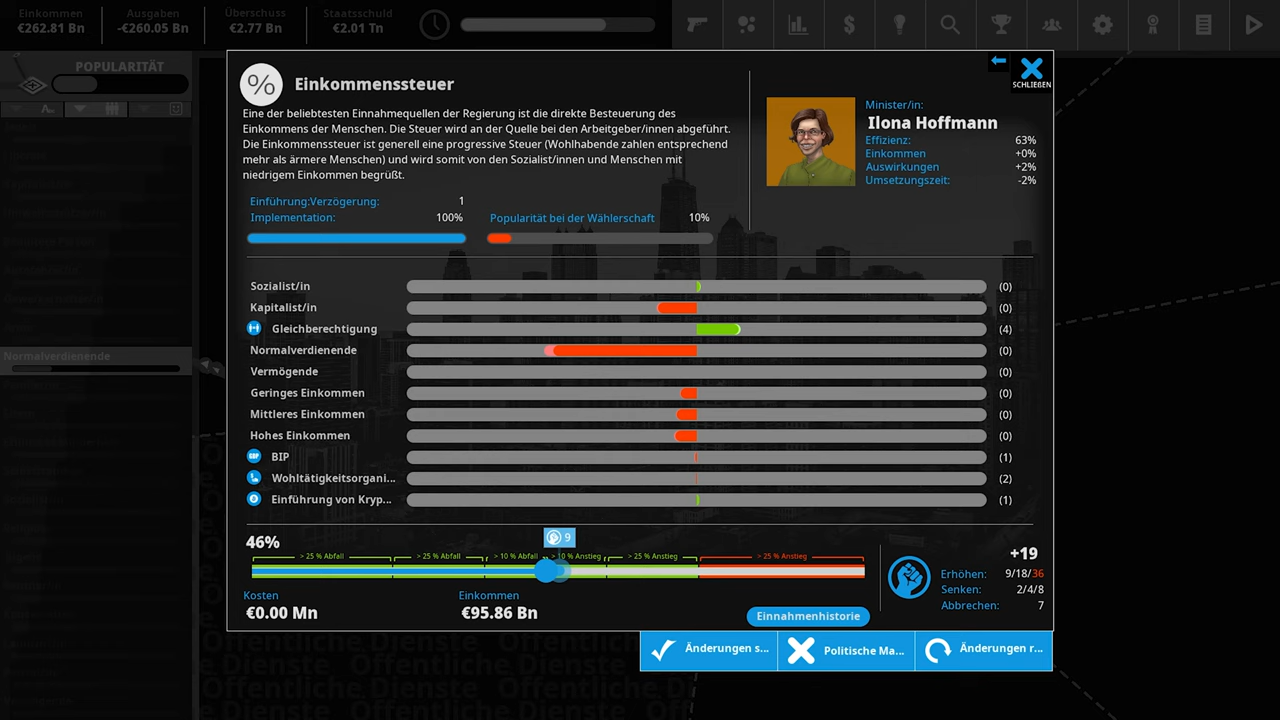 Einkommen
€262.81 Bn
Ausgaben
-€260.05 Bn
Überschuss
€2.77 Bn
Staatsschuld
€2.01 Tn
POPULARITÄT
Normalverdienende
%
Einkommenssteuer
Eine der beliebtesten Einnahmequellen der Regierung ist die direkte Besteuerung des
Einkommens der Menschen. Die Steuer wird an der Quelle bei den Arbeitgeber/innen abgeführt.
Die Einkommenssteuer ist generell eine progressive Steuer (Wohlhabende zahlen entsprechend
mehr als ärmere Menschen) und wird somit von den Sozialist/innen und Menschen mit
niedrigem Einkommen begrüßt.
SCHLIEẞEN
Minister/in:
Ilona Hoffmann
Effizienz: 63%
Einkommen +0%
Auswirkungen +2%
Umsetzungszeit: -2%
Einführung:Verzögerung: 1
Implementation: 100%
Popularität bei der Wählerschaft 10%
Sozialist/in (0)
Kapitalist/in (0)
Gleichberechtigung (4)
Normalverdienende (0)
Vermögende (0)
Geringes Einkommen (0)
Mittleres Einkommen (0)
Hohes Einkommen (0)
BIP (1)
Wohltätigkeitsorgani... (2)
Einführung von Kryp... (1)
46%
9
> 25 % Abfall
> 25 % Abfall
> 10 % Abfall
> 10 % Anstieg
> 25 % Anstieg
> 25 % Anstieg
Kosten
€0.00 Mn
Einkommen
€95.86 Bn
Einnahmenhistorie
+19
Erhöhen: 9/18/36
Senken: 2/4/8
Abbrechen: 7
Änderungen s...
Politische Ma...
Änderungen r...
Öffentliche Dienste Öffentliche Dienste